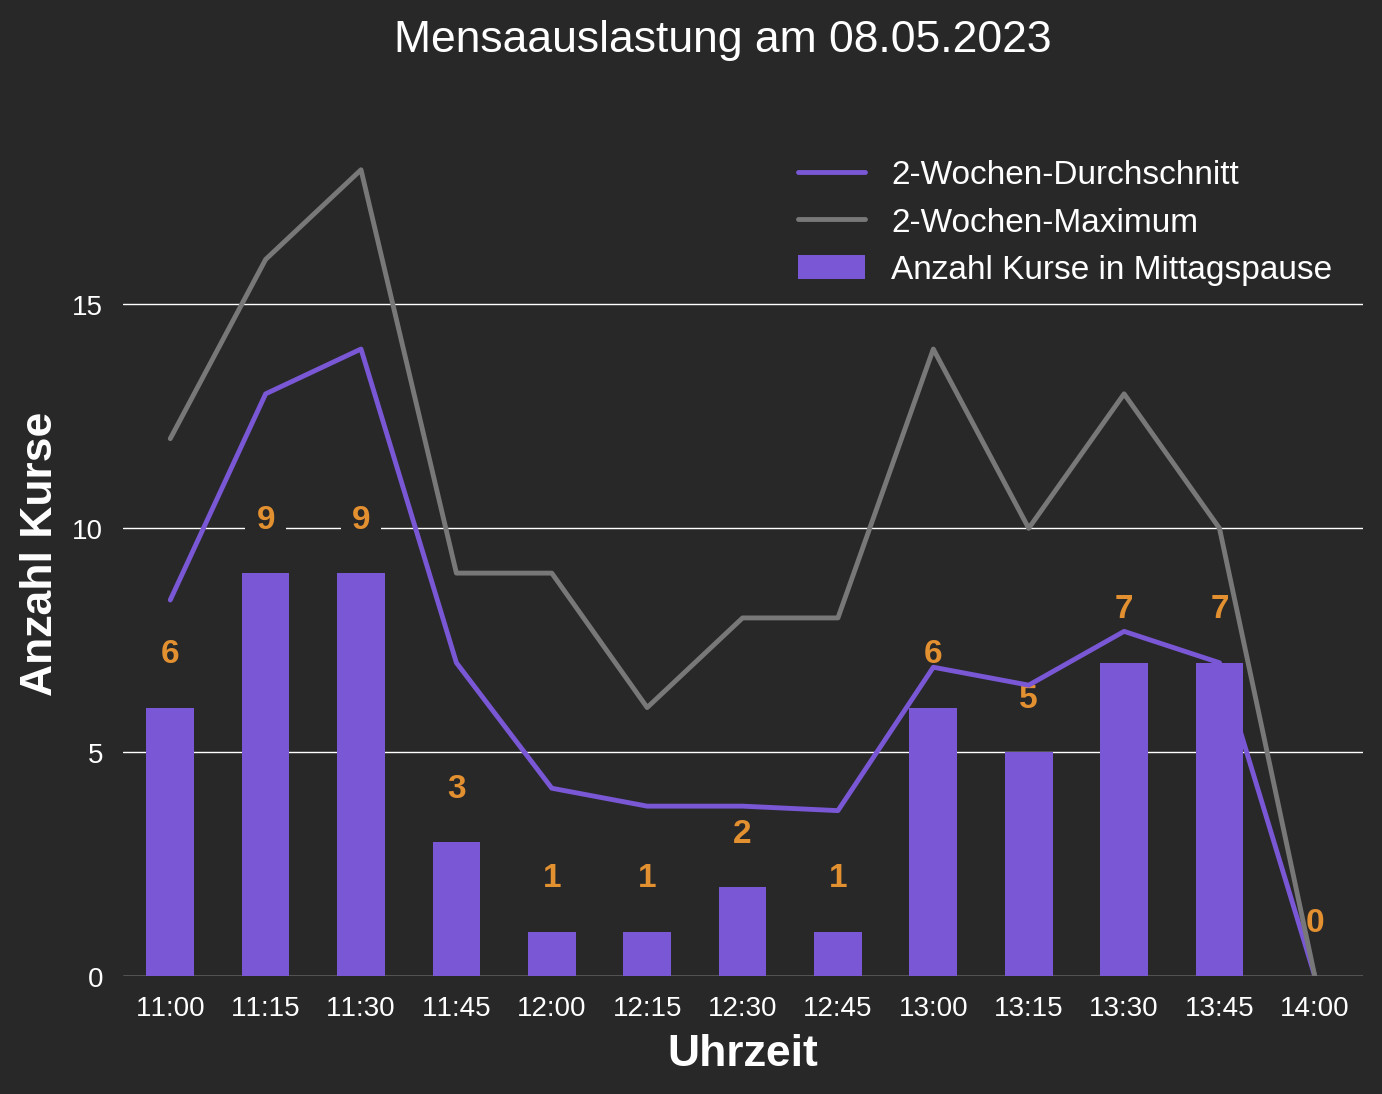 Mensaauslastung am 08.05.2023
2-Wochen-Durchschnitt
2-Wochen-Maximum
Anzahl Kurse in Mittagspause
Anzahl Kurse
15
10
5
0
6
9
9
3
1
1
2
1
6
5
7
7
0
11:00 11:15 11:30 11:45 12:00 12:15 12:30 12:45 13:00 13:15 13:30 13:45 14:00
Uhrzeit